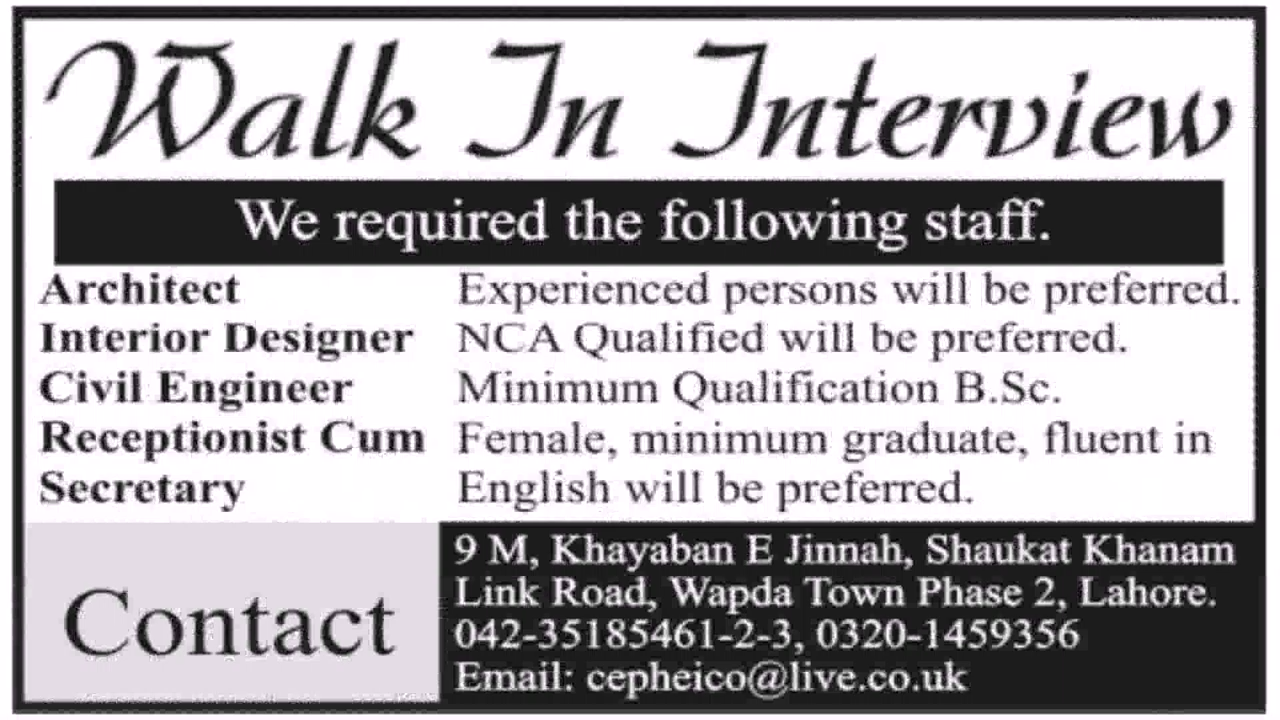 Walk In Interview
We required the following staff.
Architect Experienced persons will be preferred.
Interior Designer NCA Qualified will be preferred.
Civil Engineer Minimum Qualification B.Sc.
Receptionist Cum Female, minimum graduate, fluent in
Secretary English will be preferred.
Contact
9 M, Khayaban E Jinnah, Shaukat Khanam
Link Road, Wapda Town Phase 2, Lahore.
042-35185461-2-3, 0320-1459356
Email: cepheico@live.co.uk